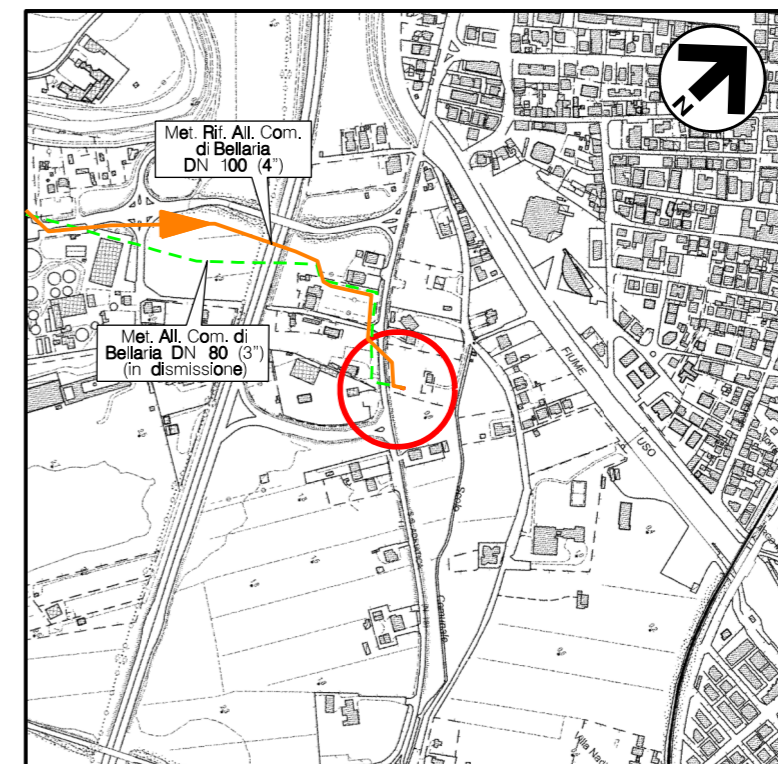 N
Met. Rif. All. Com.
di Bellaria
DN 100 (4")
Met. All. Com. di
Bellaria DN 80 (3")
(in dismissione)
FIUME
USO
Villa